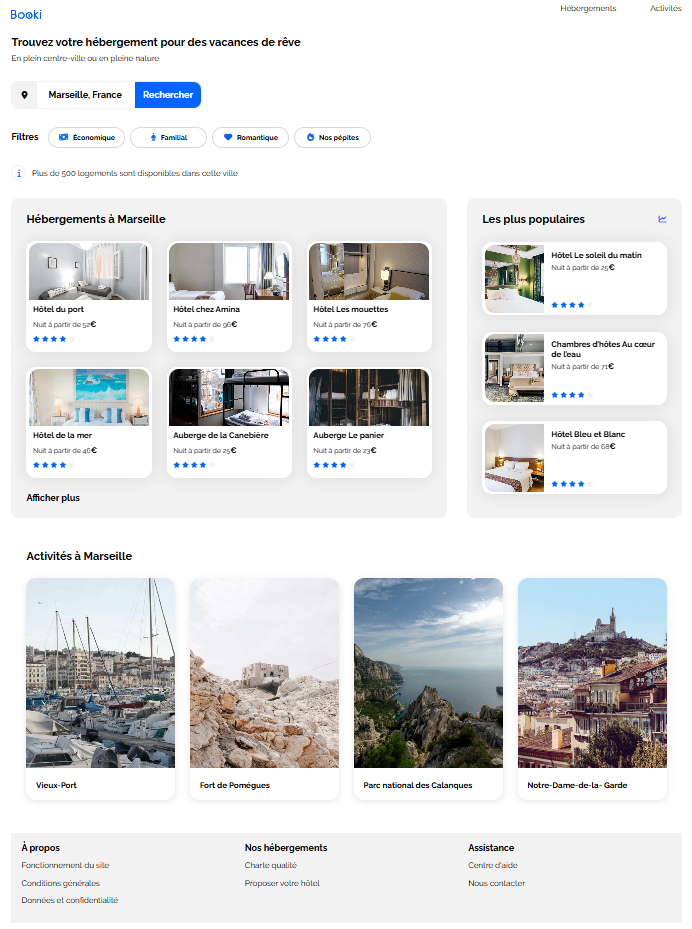 Booki
Hébergements
Activités
Trouvez votre hébergement pour des vacances de rêve
En plein centre-ville ou en pleine nature
Marseille, France
Rechercher
Filtres
Économique
Familial
Romantique
Nos pépites
Plus de 500 logements sont disponibles dans cette ville
Hébergements à Marseille
Hôtel du port
Nuit à partir de 52€
Hôtel chez Amina
Nuit à partir de 96€
Hôtel Les mouettes
Nuit à partir de 76€
Hôtel de la mer
Nuit à partir de 46€
Auberge de la Canebière
Nuit à partir de 25€
Auberge Le panier
Nuit à partir de 23€
Afficher plus
Les plus populaires
Hôtel Le soleil du matin
Nuit à partir de 25€
Chambres d'hôtes Au cœur
de l'eau
Nuit à partir de 71€
Hôtel Bleu et Blanc
Nuit à partir de 68€
Activités à Marseille
Vieux-Port
Fort de Pomégues
Parc national des Calanques
Notre-Dame-de-la- Garde
À propos
Fonctionnement du site
Conditions générales
Données et confidentialité
Nos hébergements
Charte qualité
Proposer votre hôtel
Assistance
Centre d'aide
Nous contacter